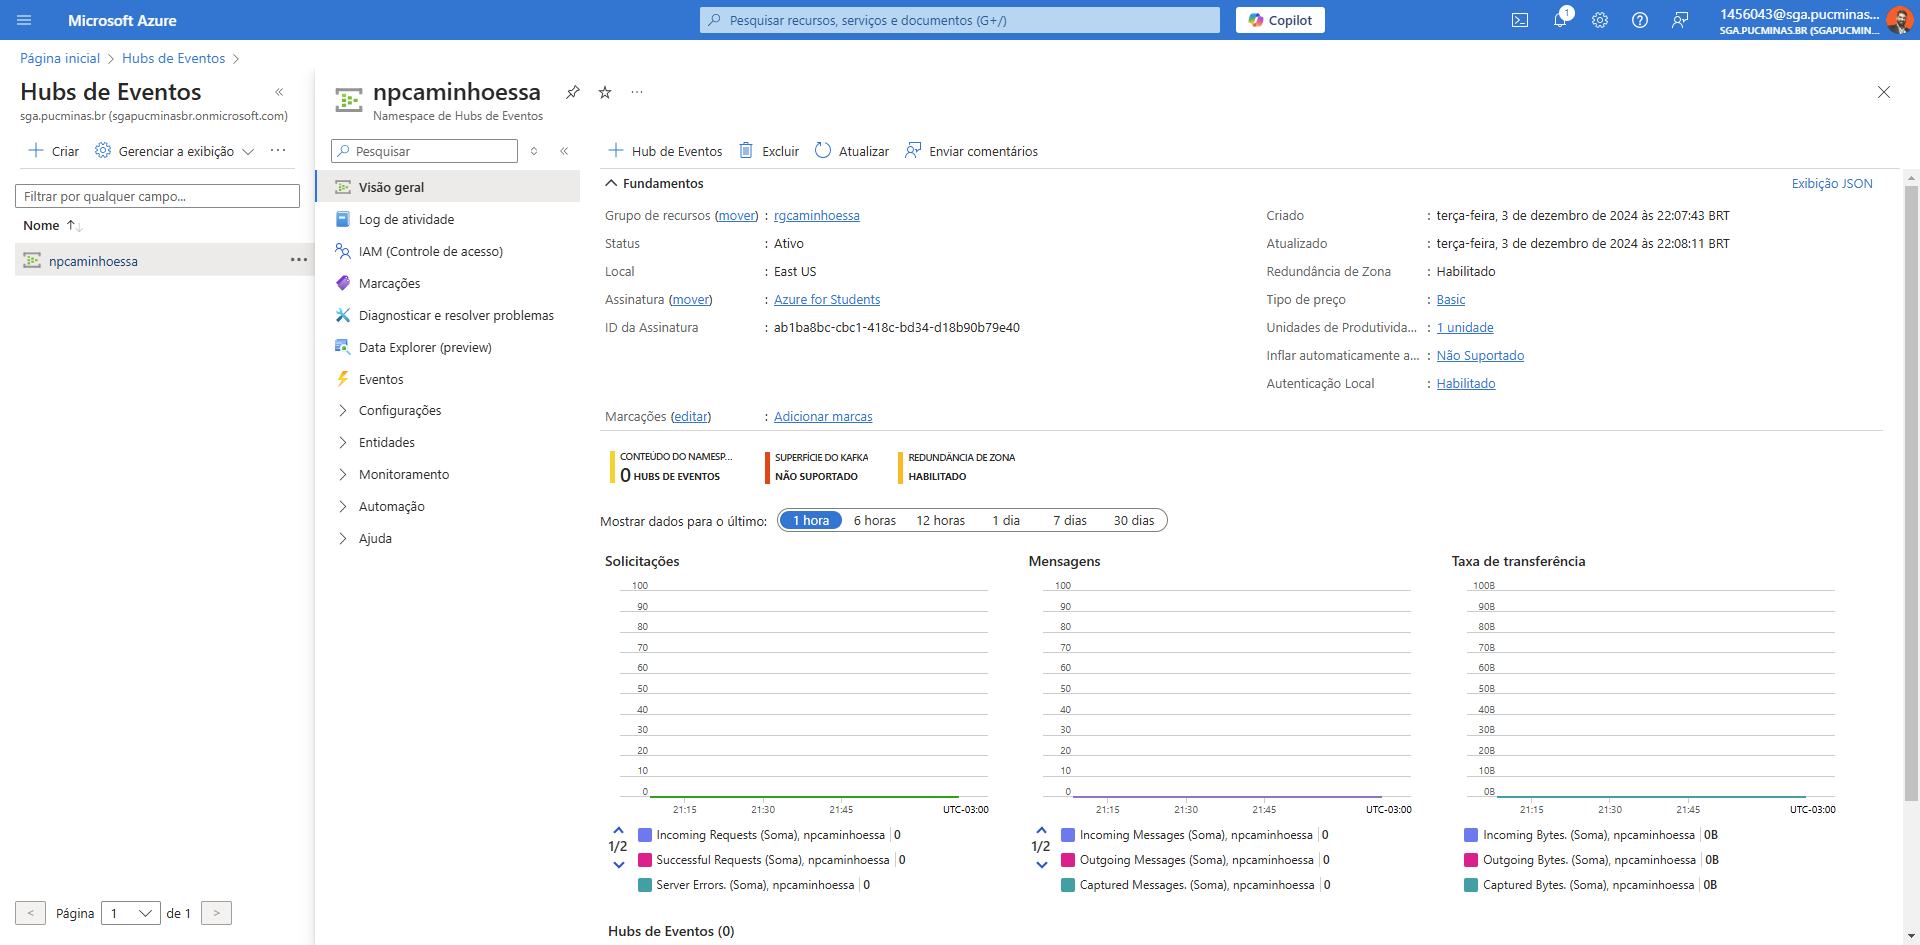 Microsoft Azure
Pesquisar recursos, serviços e documentos (G+/)
Copilot
1
1456043@sga.pucminas...
SGA.PUCMINAS.BR (SGAPUCMIN...
Página inicial > Hubs de Eventos >
Hubs de Eventos
sga.pucminas.br (sgapucminasbr.onmicrosoft.com)
Criar
Gerenciar a exibição
Filtrar por qualquer campo...
Nome
npcaminhoessa
< Página 1 de 1 >
npcaminhoessa
Namespace de Hubs de Eventos
Pesquisar
Visão geral
Log de atividade
IAM (Controle de acesso)
Marcações
Diagnosticar e resolver problemas
Data Explorer (preview)
Eventos
Configurações
Entidades
Monitoramento
Automação
Ajuda
Hub de Eventos
Excluir
Atualizar
Enviar comentários
Fundamentos
Exibição JSON
Grupo de recursos (mover) : rgcaminhoessa
Status : Ativo
Local : East US
Assinatura (mover) : Azure for Students
ID da Assinatura : ab1ba8bc-cbc1-418c-bd34-d18b90b79e40
Criado : terça-feira, 3 de dezembro de 2024 às 22:07:43 BRT
Atualizado : terça-feira, 3 de dezembro de 2024 às 22:08:11 BRT
Redundância de Zona : Habilitado
Tipo de preço : Basic
Unidades de Produtivida... : 1 unidade
Inflar automaticamente a... : Não Suportado
Autenticação Local : Habilitado
Marcações (editar) : Adicionar marcas
CONTEÚDO DO NAMESP...
0 HUBS DE EVENTOS
SUPERFÍCIE DO KAFKA
NÃO SUPORTADO
REDUNDÂNCIA DE ZONA
HABILITADO
Mostrar dados para o último: 1 hora 6 horas 12 horas 1 dia 7 dias 30 dias
Solicitações
100
90
80
70
60
50
40
30
20
10
0
21:15 21:30 21:45 UTC-03:00
1/2
Incoming Requests (Soma), npcaminhoessa 0
Successful Requests (Soma), npcaminhoessa 0
Server Errors. (Soma), npcaminhoessa 0
Mensagens
100
90
80
70
60
50
40
30
20
10
0
21:15 21:30 21:45 UTC-03:00
1/2
Incoming Messages (Soma), npcaminhoessa 0
Outgoing Messages (Soma), npcaminhoessa 0
Captured Messages. (Soma), npcaminhoessa 0
Taxa de transferência
100B
90B
80B
70B
60B
50B
40B
30B
20B
10B
0B
21:15 21:30 21:45 UTC-03:00
Incoming Bytes. (Soma), npcaminhoessa 0B
Outgoing Bytes. (Soma), npcaminhoessa 0B
Captured Bytes. (Soma), npcaminhoessa 0B
Hubs de Eventos (0)